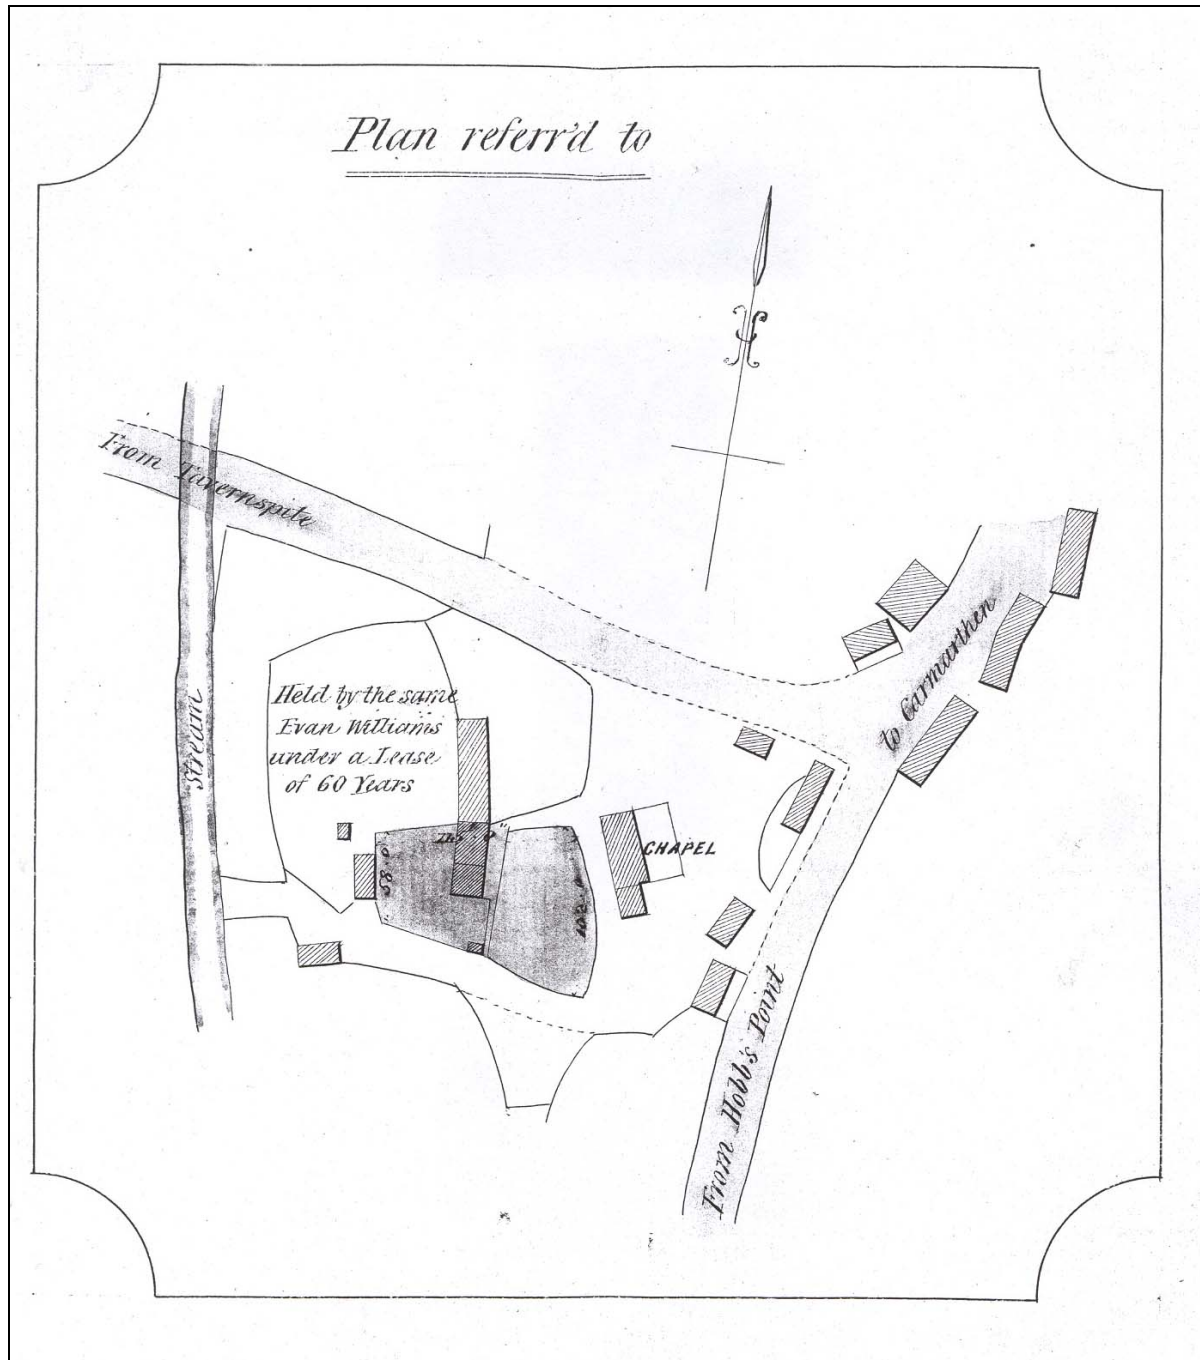 Plan referr'd to
From Tavernspite
to Carmarthen
Held by the same
Evan Williams
under a Lease
of 60 Years
Stream
58.0
CHAPEL
From Hobb's Point